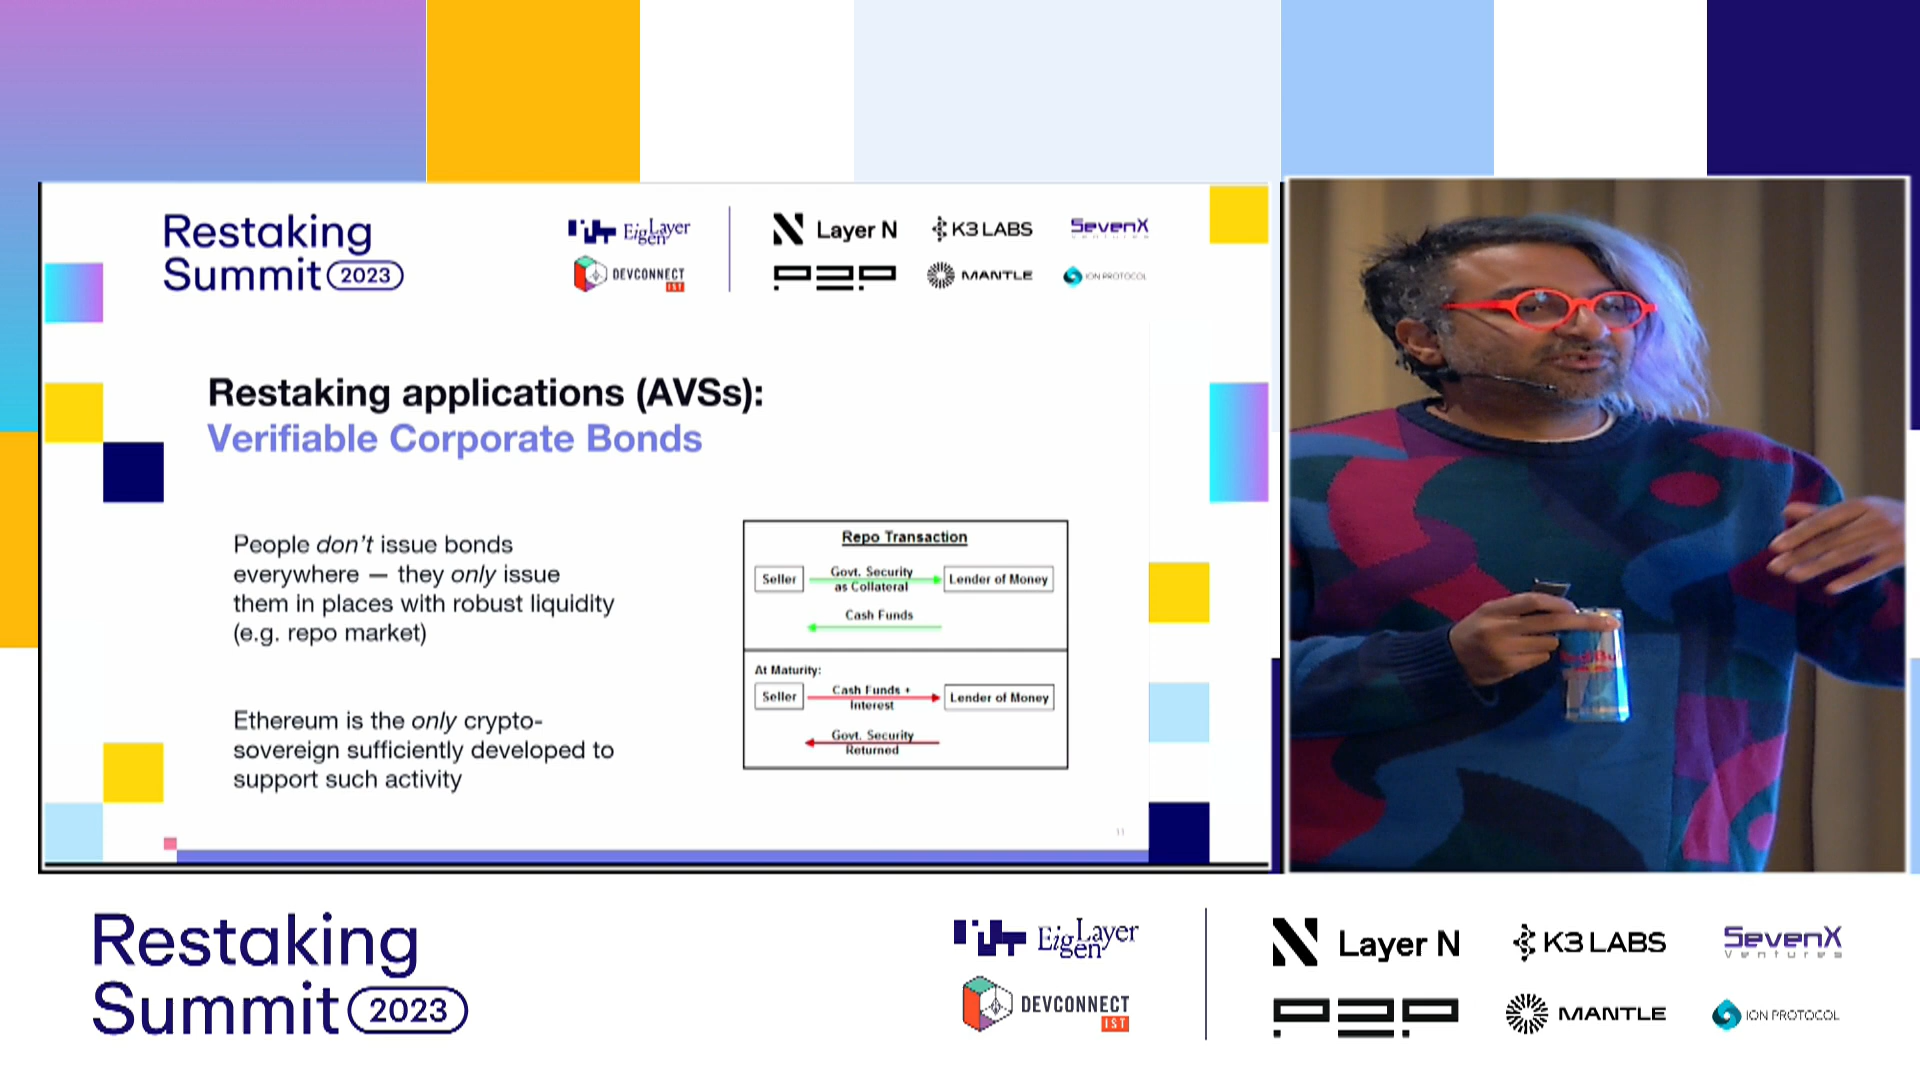 Restaking
Summit 2023
EigenLayer
DEVCONNECT
IST
Layer N
K3 LABS
SevenX
P2P
MANTLE
ION PROTOCOL
Restaking applications (AVSs):
Verifiable Corporate Bonds
People don't issue bonds
everywhere — they only issue
them in places with robust liquidity
(e.g. repo market)
Ethereum is the only crypto-
sovereign sufficiently developed to
support such activity
Repo Transaction
Seller
Govt. Security
as Collateral
Lender of Money
Cash Funds
At Maturity:
Seller
Cash Funds +
Interest
Lender of Money
Govt. Security
Returned
11
Red Bull
Restaking
Summit 2023
EigenLayer
DEVCONNECT
IST
Layer N
K3 LABS
SevenX
Ventures
P2P
MANTLE
ION PROTOCOL